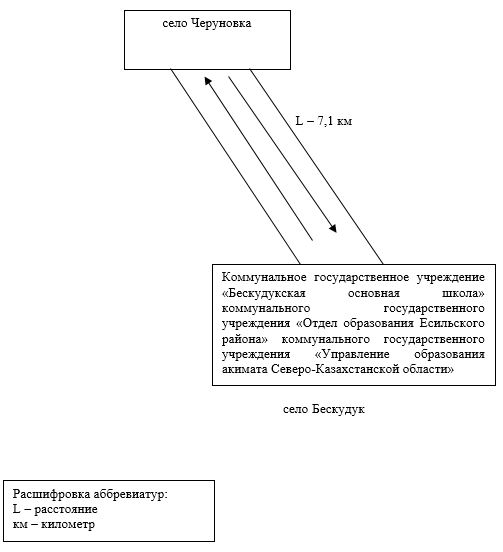 село Черуновка
L – 7,1 км
Коммунальное государственное учреждение
«Бескудукская основная школа»
коммунального государственного
учреждения «Отдел образования Есильского
района» коммунального государственного
учреждения «Управление образования
акимата Северо-Казахстанской области»
село Бескудук
Расшифровка аббревиатур:
L – расстояние
км – километр